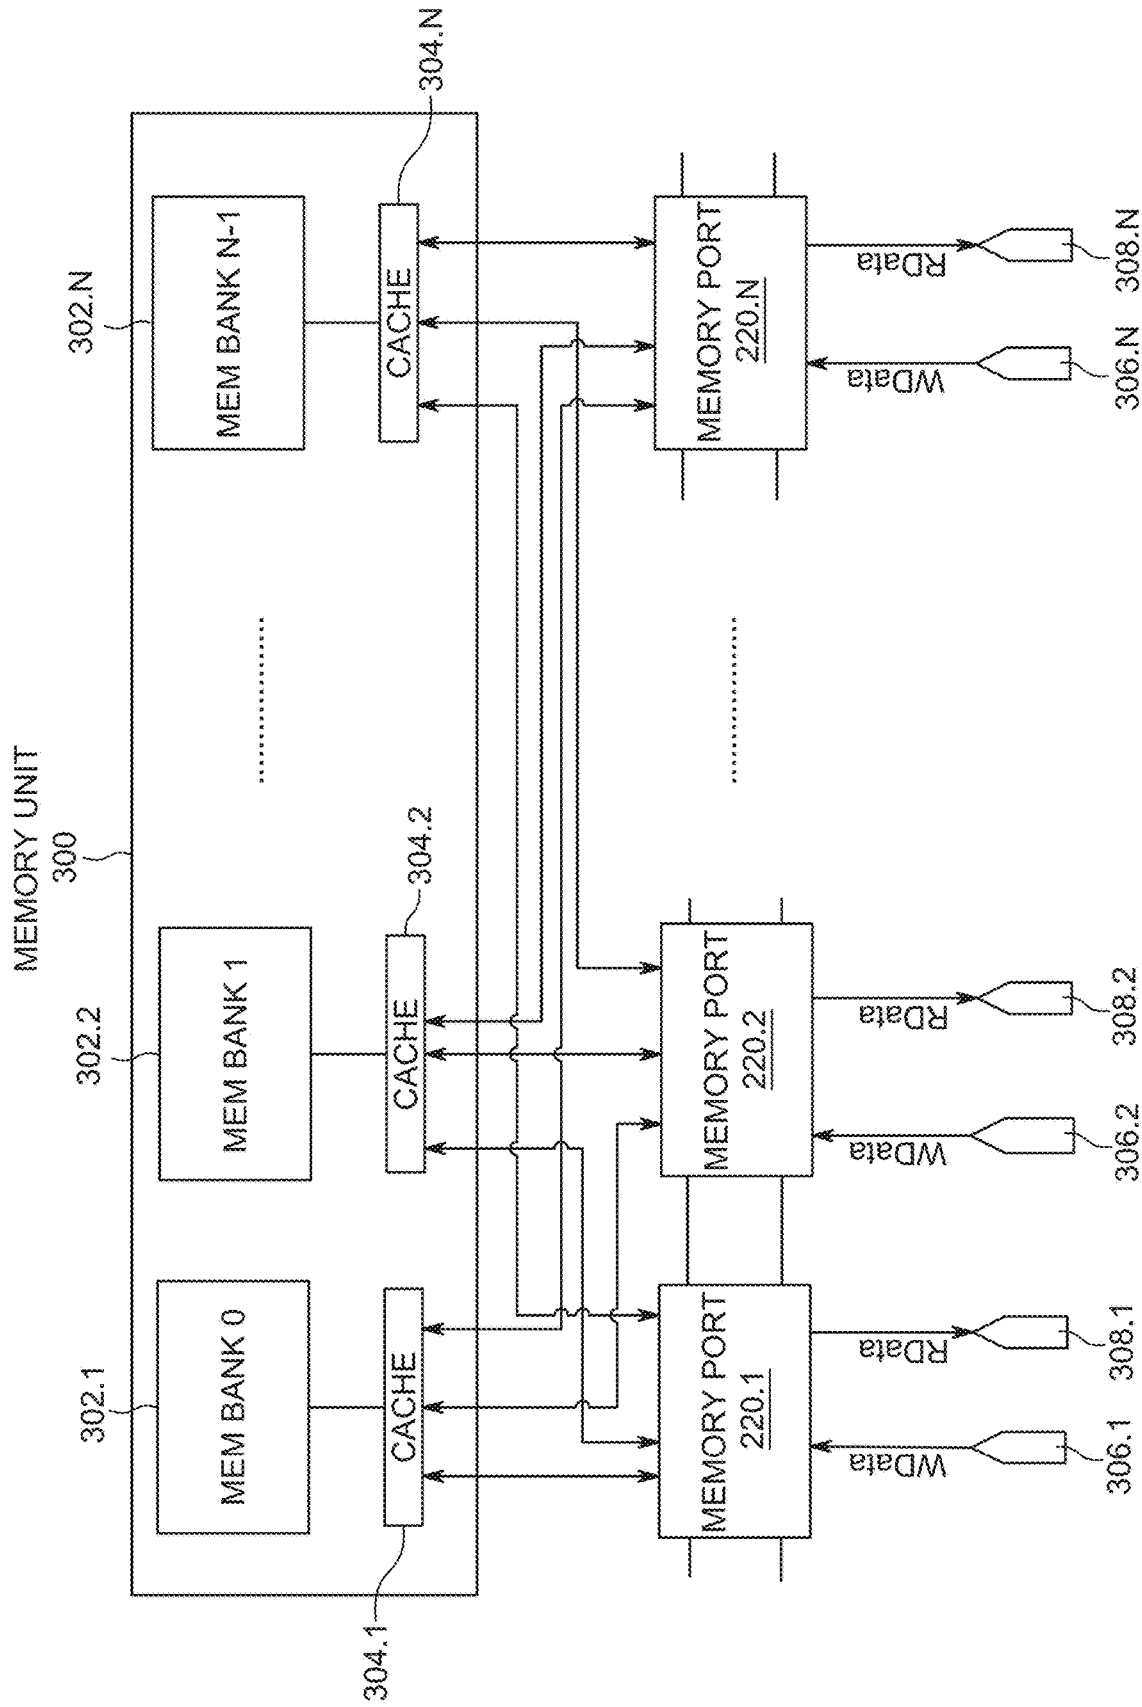 MEMORY UNIT
300
302.1
302.2
302.N
MEM BANK 0
MEM BANK 1
MEM BANK N-1
CACHE
CACHE
CACHE
304.1
304.2
304.N
MEMORY PORT
220.1
MEMORY PORT
220.2
MEMORY PORT
220.N
WData
RData
WData
RData
WData
RData
306.1
308.1
306.2
308.2
306.N
308.N